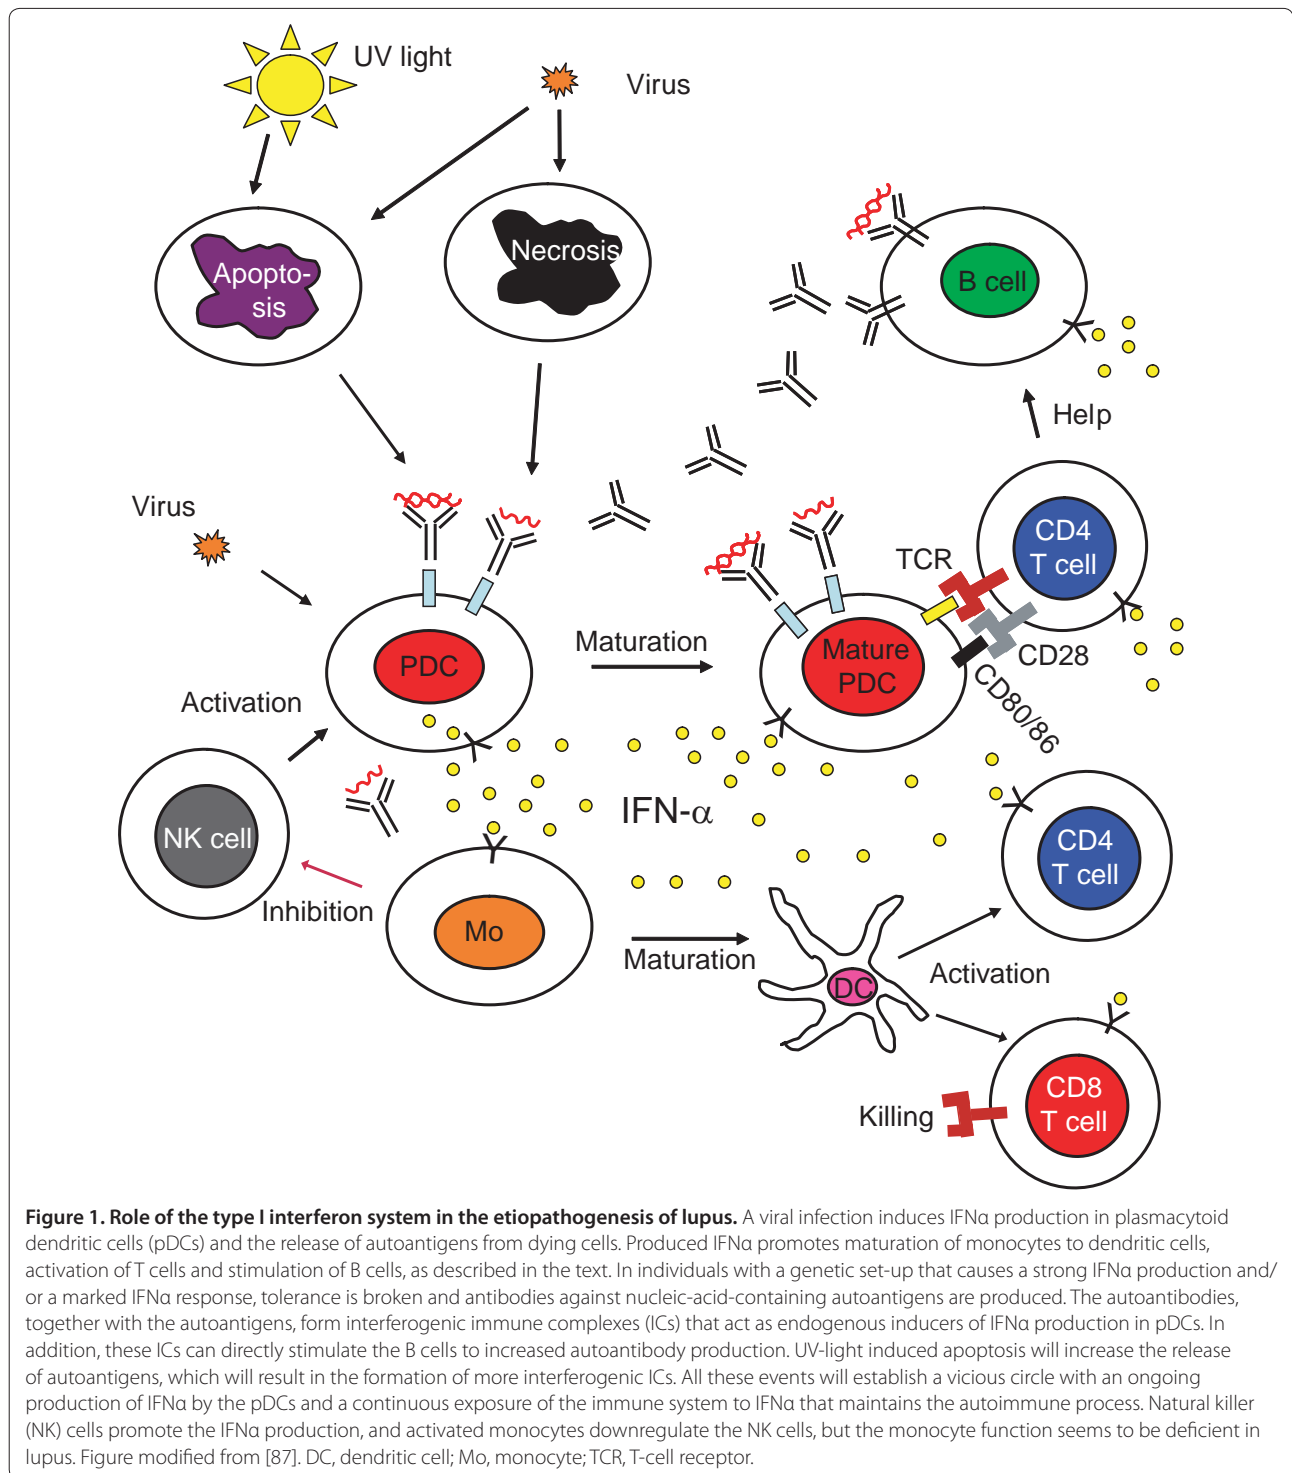 UV light
Virus
Apopto-
sis
Necrosis
B cell
Help
Virus
CD4
T cell
TCR
CD28
CD80/86
PDC
Maturation
Mature
PDC
Activation
NK cell
IFN-α
CD4
T cell
Inhibition
Mo
Maturation
DC
Activation
CD8
T cell
Killing
Figure 1. Role of the type I interferon system in the etiopathogenesis of lupus. A viral infection induces IFNα production in plasmacytoid
dendritic cells (pDCs) and the release of autoantigens from dying cells. Produced IFNα promotes maturation of monocytes to dendritic cells,
activation of T cells and stimulation of B cells, as described in the text. In individuals with a genetic set-up that causes a strong IFNα production and/
or a marked IFNα response, tolerance is broken and antibodies against nucleic-acid-containing autoantigens are produced. The autoantibodies,
together with the autoantigens, form interferogenic immune complexes (ICs) that act as endogenous inducers of IFNα production in pDCs. In
addition, these ICs can directly stimulate the B cells to increased autoantibody production. UV-light induced apoptosis will increase the release
of autoantigens, which will result in the formation of more interferogenic ICs. All these events will establish a vicious circle with an ongoing
production of IFNα by the pDCs and a continuous exposure of the immune system to IFNα that maintains the autoimmune process. Natural killer
(NK) cells promote the IFNα production, and activated monocytes downregulate the NK cells, but the monocyte function seems to be deficient in
lupus. Figure modified from [87]. DC, dendritic cell; Mo, monocyte; TCR, T-cell receptor.